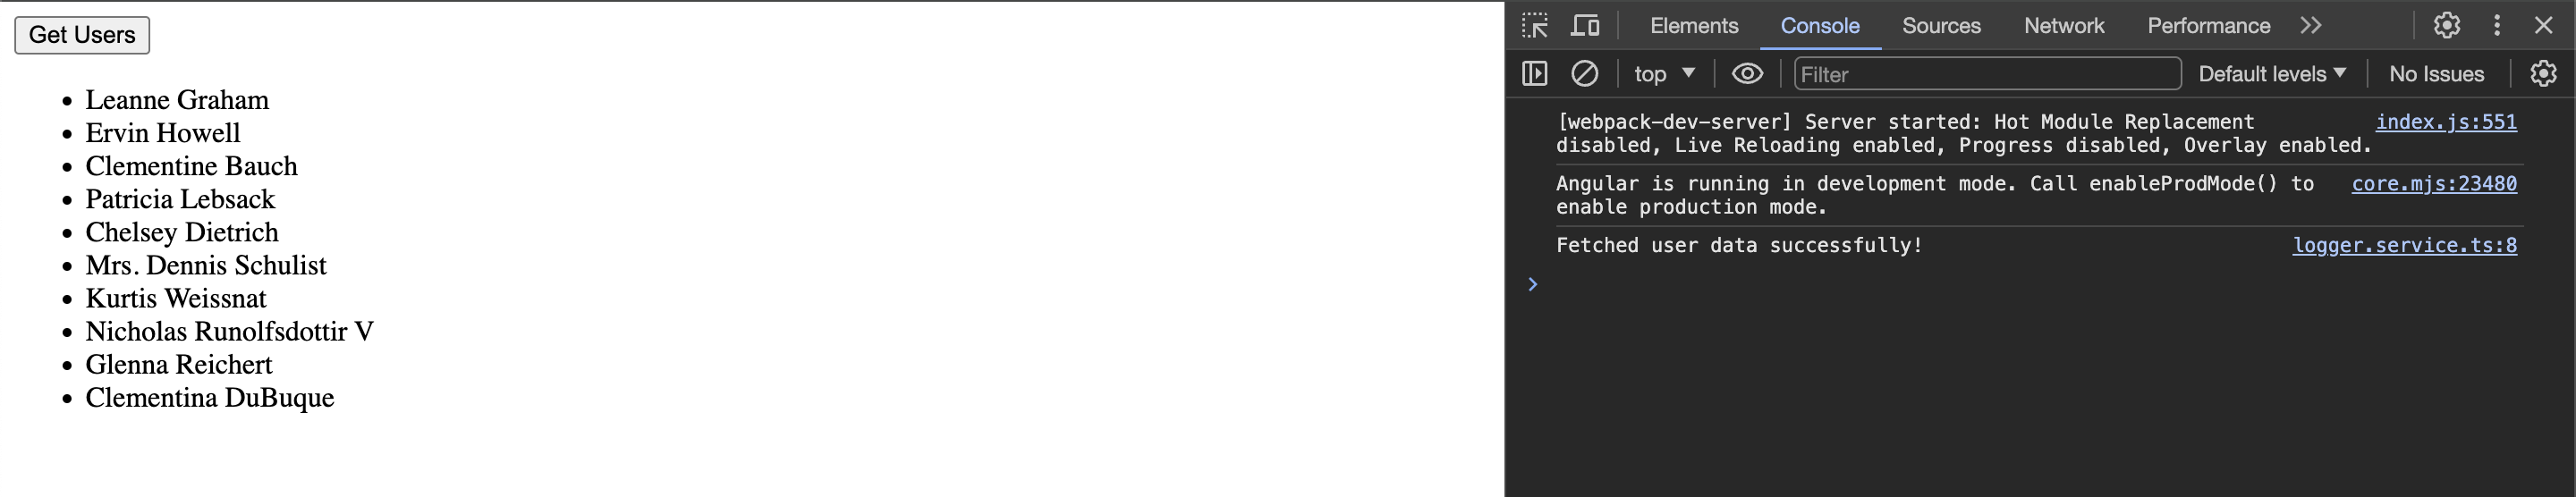 Get Users
Leanne Graham
Ervin Howell
Clementine Bauch
Patricia Lebsack
Chelsey Dietrich
Mrs. Dennis Schulist
Kurtis Weissnat
Nicholas Runolfsdottir V
Glenna Reichert
Clementina DuBuque
Elements Console Sources Network Performance
top Filter Default levels No Issues
[webpack-dev-server] Server started: Hot Module Replacement index.js:551
disabled, Live Reloading enabled, Progress disabled, Overlay enabled.
Angular is running in development mode. Call enableProdMode() to core.mjs:23480
enable production mode.
Fetched user data successfully! logger.service.ts:8